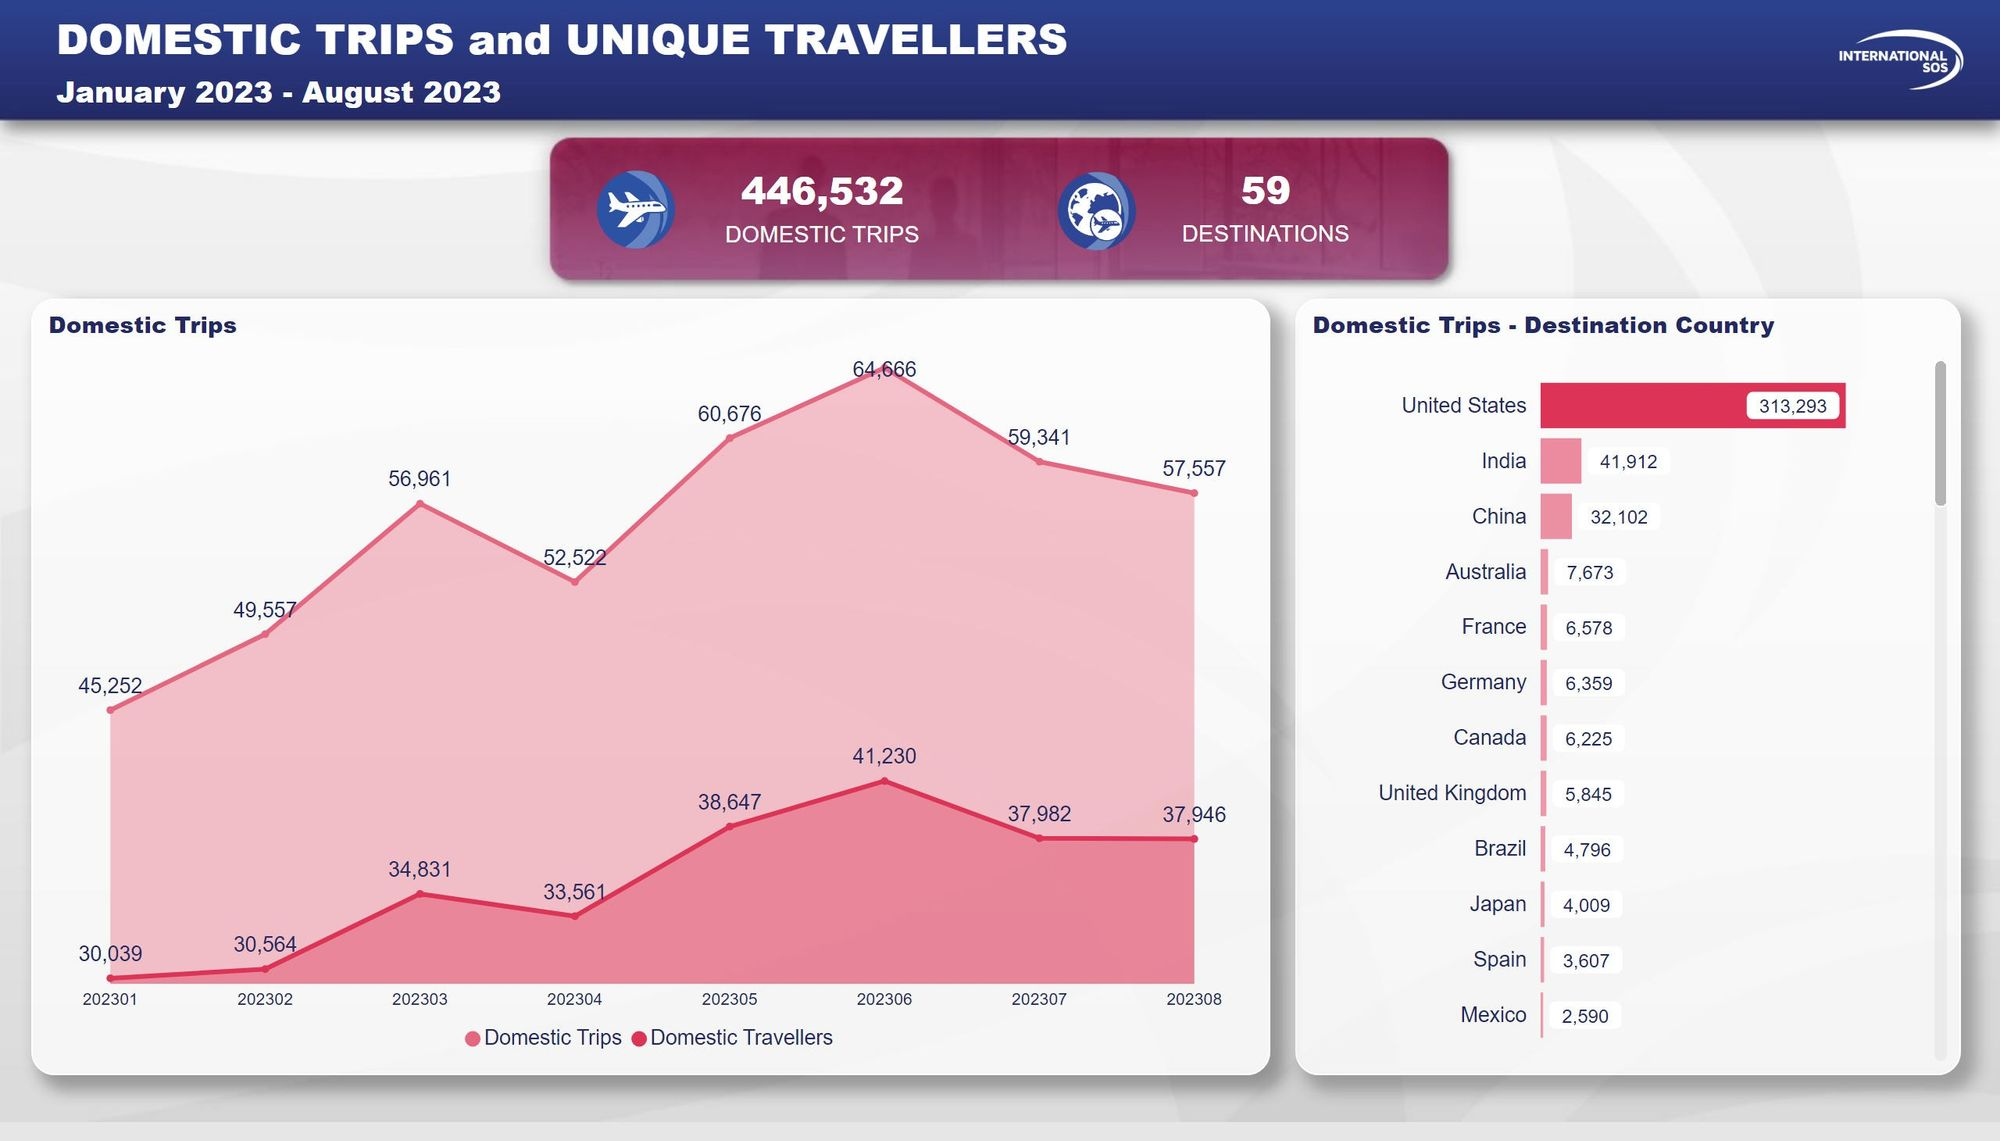 DOMESTIC TRIPS and UNIQUE TRAVELLERS
January 2023 - August 2023
INTERNATIONAL
SOS
446,532
DOMESTIC TRIPS
59
DESTINATIONS
Domestic Trips
64,666
60,676
59,341
57,557
56,961
52,522
49,557
45,252
41,230
38,647
37,982
37,946
34,831
33,561
30,564
30,039
202301
202302
202303
202304
202305
202306
202307
202308
Domestic Trips
Domestic Travellers
Domestic Trips - Destination Country
United States 313,293
India 41,912
China 32,102
Australia 7,673
France 6,578
Germany 6,359
Canada 6,225
United Kingdom 5,845
Brazil 4,796
Japan 4,009
Spain 3,607
Mexico 2,590